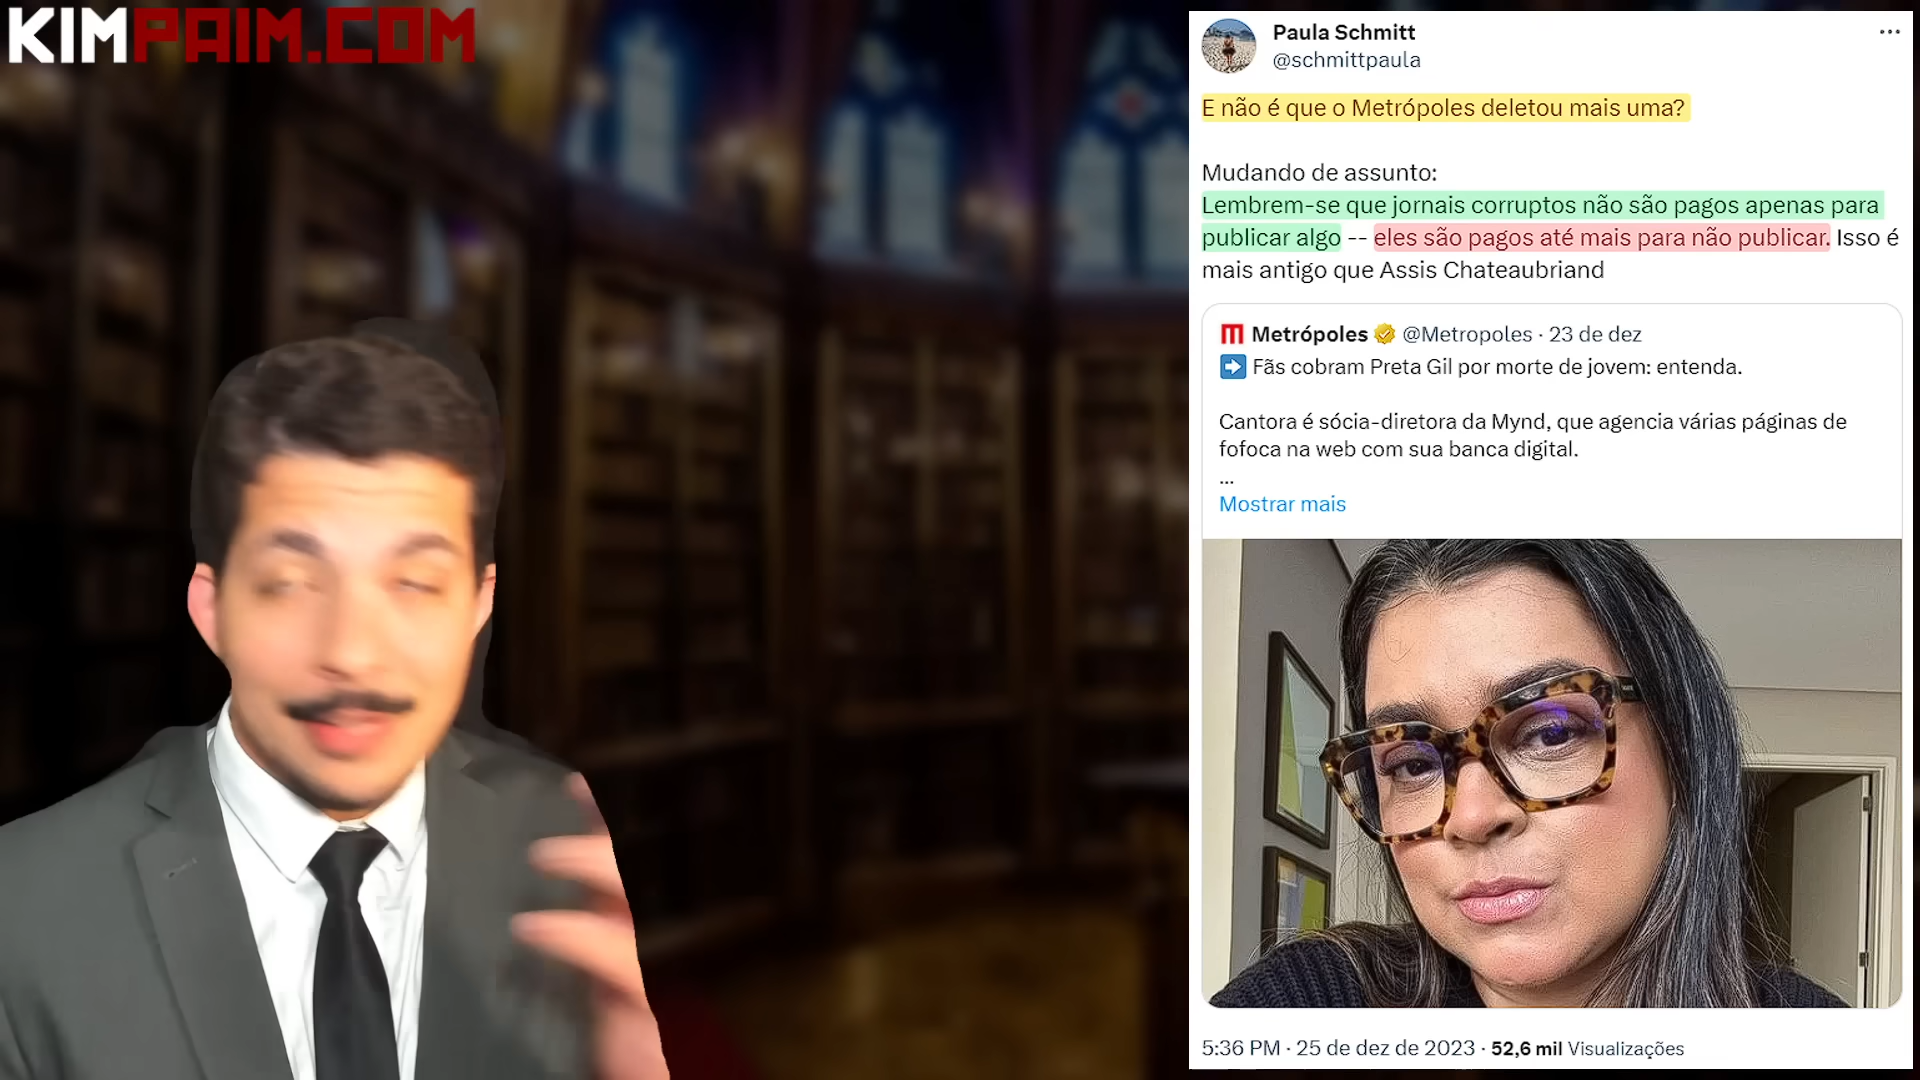 KIMPAIM.COM
Paula Schmitt
@schmittpaula
E não é que o Metrópoles deletou mais uma?
Mudando de assunto:
Lembrem-se que jornais corruptos não são pagos apenas para
publicar algo -- eles são pagos até mais para não publicar. Isso é
mais antigo que Assis Chateaubriand
Metrópoles @Metropoles · 23 de dez
Fãs cobram Preta Gil por morte de jovem: entenda.
Cantora é sócia-diretora da Mynd, que agencia várias páginas de
fofoca na web com sua banca digital.
...
Mostrar mais
5:36 PM · 25 de dez de 2023 · 52,6 mil Visualizações